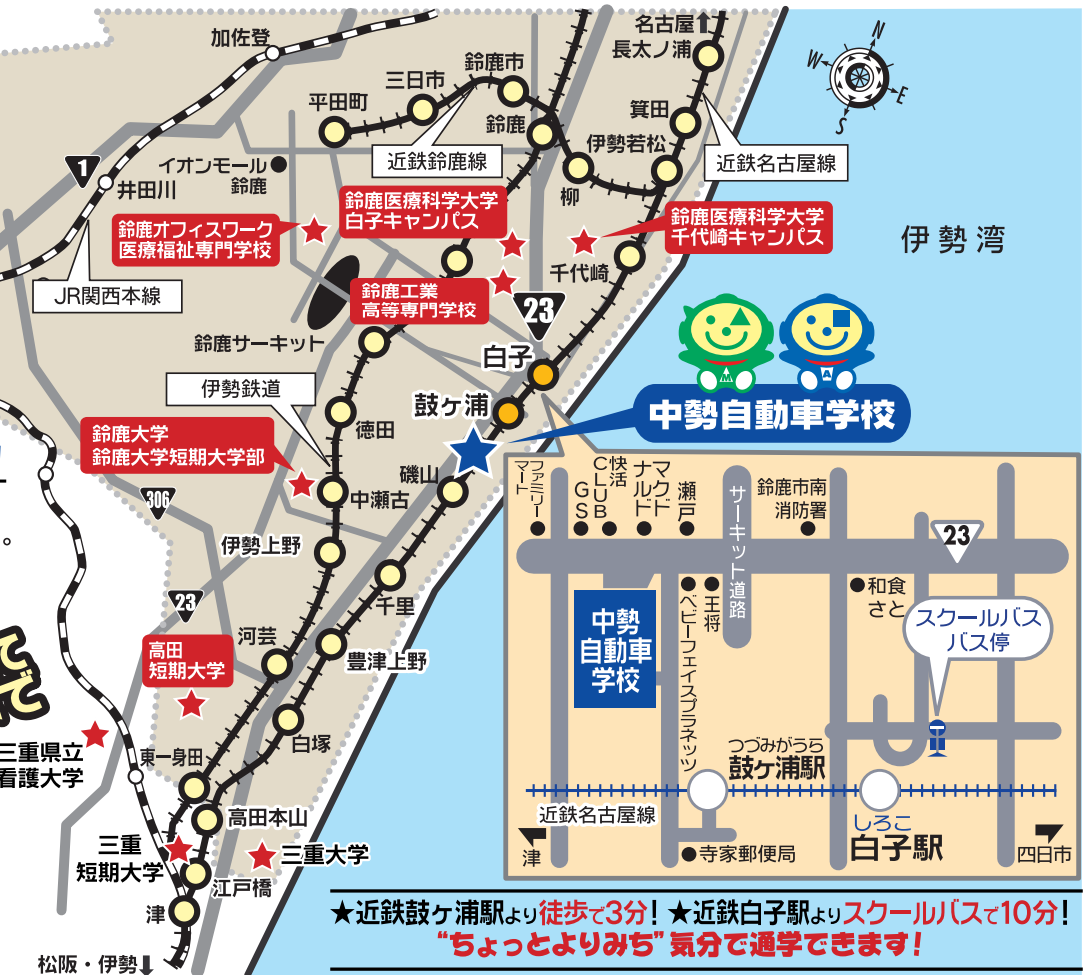 名古屋↑
加佐登
長太ノ浦
鈴鹿市
三日市
平田町
鈴鹿
箕田
伊勢若松
近鉄鈴鹿線
近鉄名古屋線
N
W
E
S
1
イオンモール
鈴鹿
井田川
柳
鈴鹿医療科学大学
白子キャンパス
鈴鹿オフィスワーク
医療福祉専門学校
鈴鹿医療科学大学
千代崎キャンパス
伊勢湾
千代崎
JR関西本線
鈴鹿工業
高等専門学校
23
鈴鹿サーキット
白子
伊勢鉄道
鼓ヶ浦
中勢自動車学校
徳田
鈴鹿大学
鈴鹿大学短期大学部
磯山
中瀬古
306
伊勢上野
千里
23
河芸
豊津上野
高田
短期大学
白塚
三重県立
看護大学
東一身田
高田本山
三重
短期大学
三重大学
江戸橋
津
松阪・伊勢↓
。
て
で
ファミリー
マート
GS
快活
CLUB
マクド
ナルド
瀬戸
サーキット道路
鈴鹿市南
消防署
23
中勢
自動車
学校
ベビーフェイスプラネッツ
王将
和食
さと
スクールバス
バス停
つづみがうら
鼓ヶ浦駅
近鉄名古屋線
しろこ
白子駅
津
寺家郵便局
四日市
★近鉄鼓ヶ浦駅より徒歩で3分! ★近鉄白子駅よりスクールバスで10分!
“ちょっとよりみち”気分で通学できます!